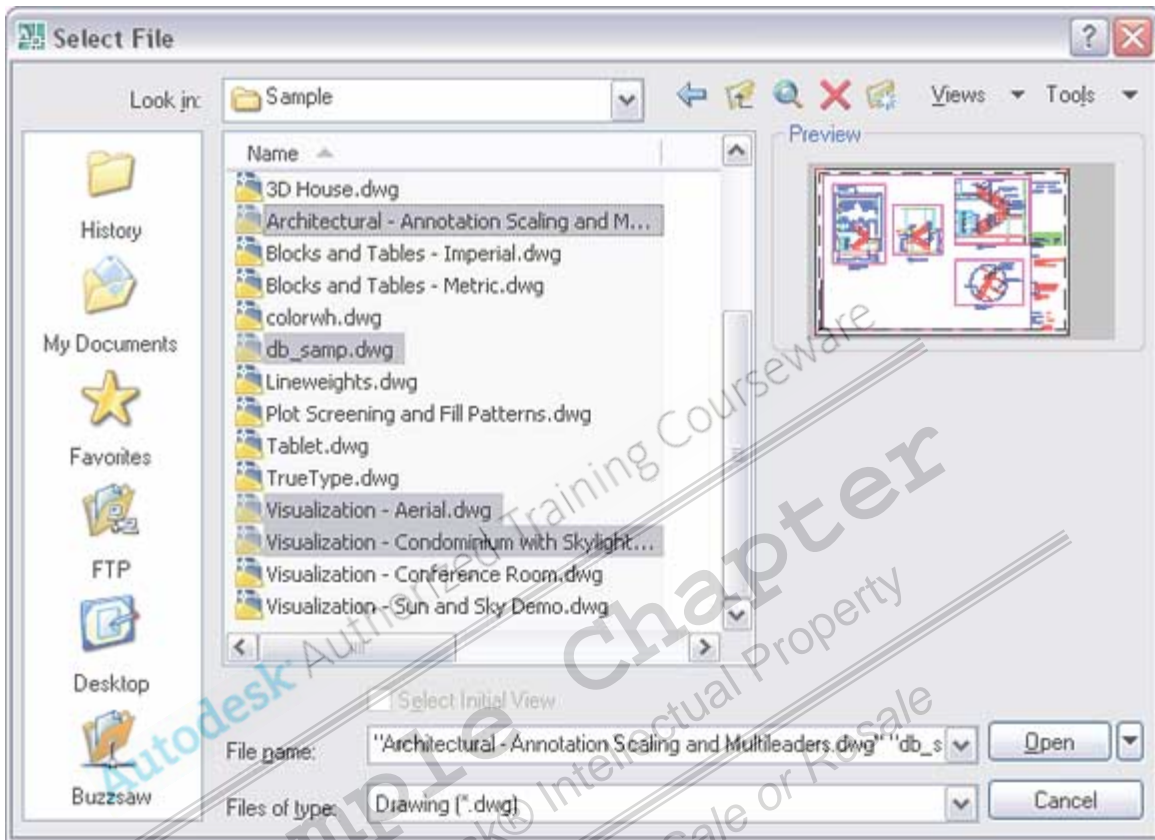 Select File
Look in:
Sample
Views
Tools
Preview
Name
3D House.dwg
Architectural - Annotation Scaling and M...
Blocks and Tables - Imperial.dwg
Blocks and Tables - Metric.dwg
colorwh.dwg
db_samp.dwg
Lineweights.dwg
Plot Screening and Fill Patterns.dwg
Tablet.dwg
TrueType.dwg
Visualization - Aerial.dwg
Visualization - Condominium with Skylight...
Visualization - Conference Room.dwg
Visualization - Sun and Sky Demo.dwg
History
My Documents
Favorites
FTP
Desktop
Buzzsaw
Select Initial View
File name:
"Architectural - Annotation Scaling and Multileaders.dwg" "db_s
Open
Files of type:
Drawing (*.dwg)
Cancel
Autodesk Authorized Training Courseware
Chapter
Intellectual Property
Sale or Resale